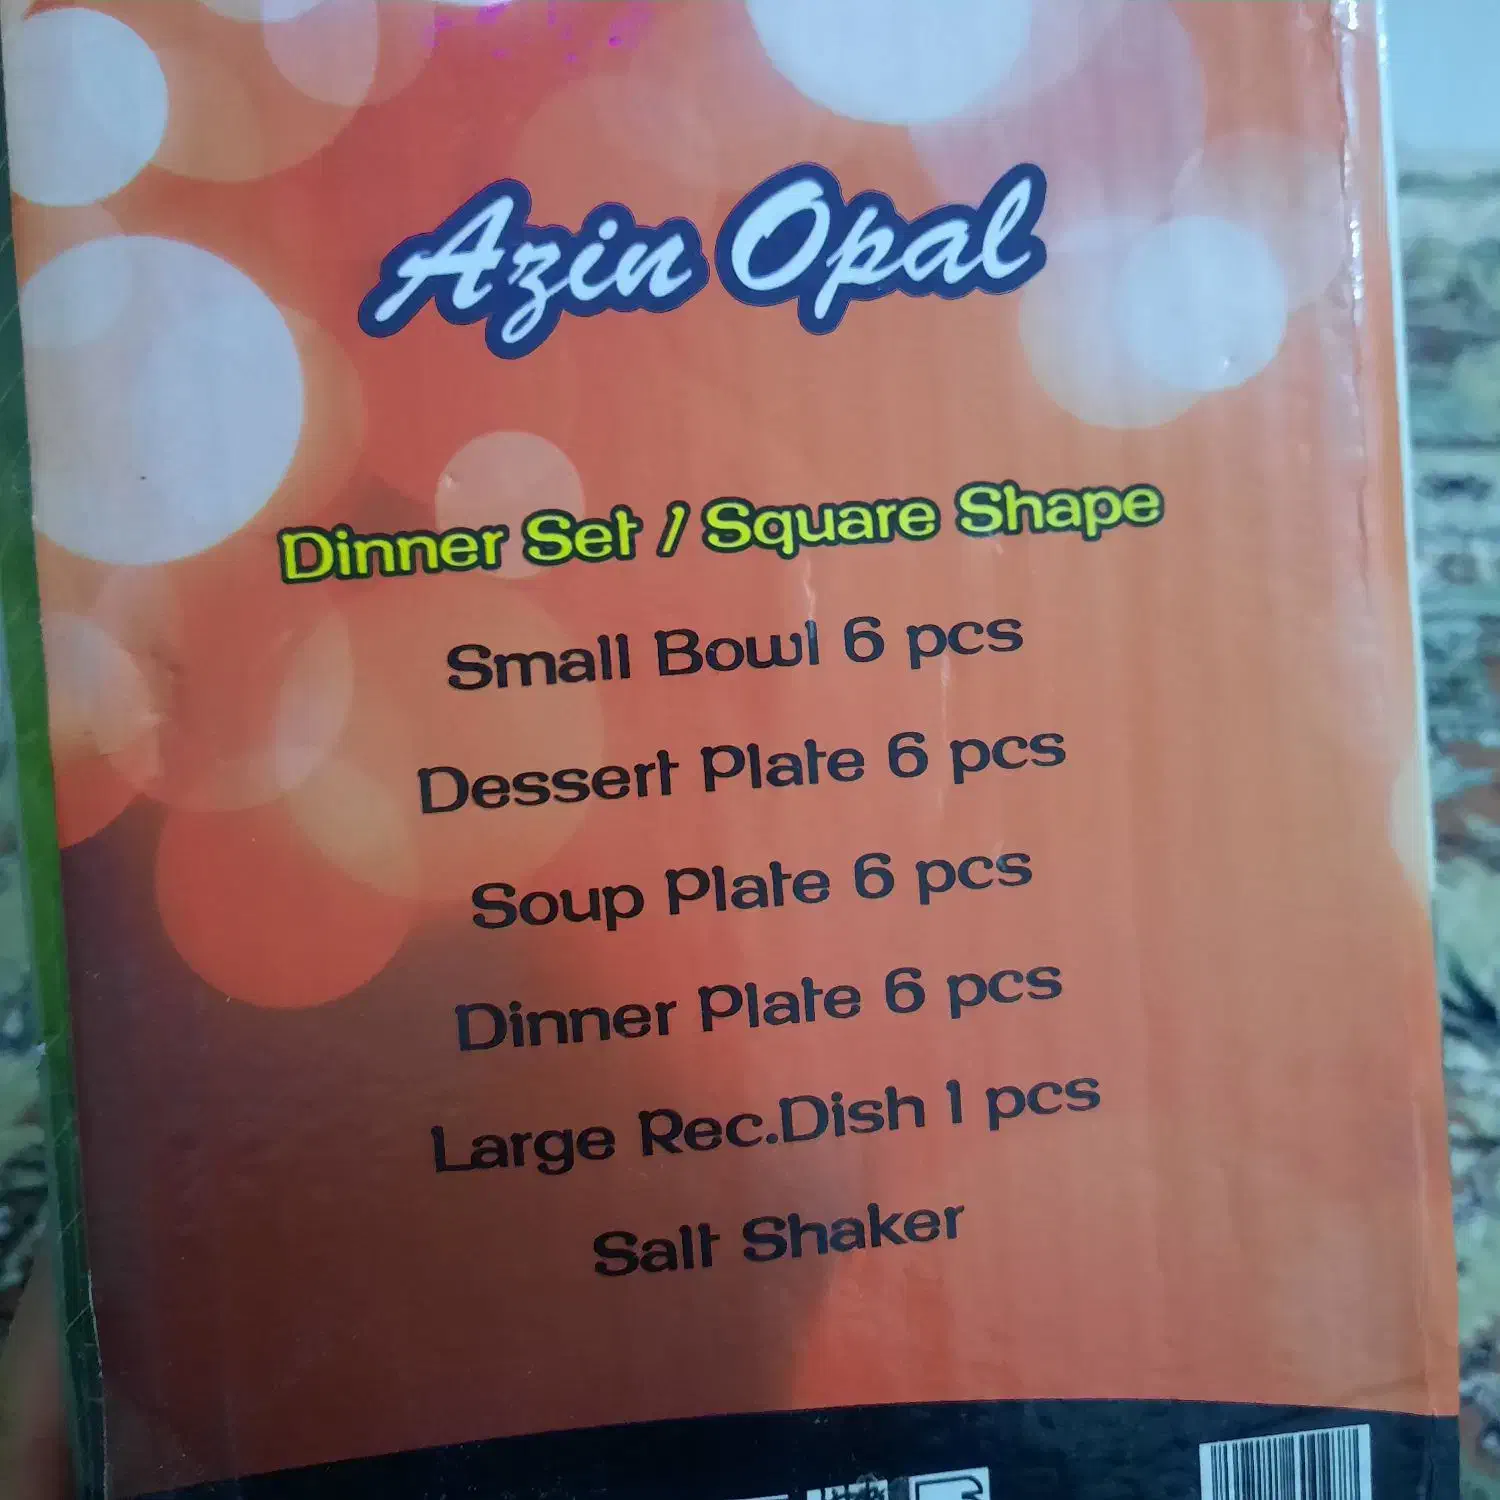 Azin Opal
Dinner Set / Square Shape
Small Bowl 6 pcs
Dessert Plate 6 pcs
Soup Plate 6 pcs
Dinner Plate 6 pcs
Large Rec.Dish 1 pcs
Salt Shaker